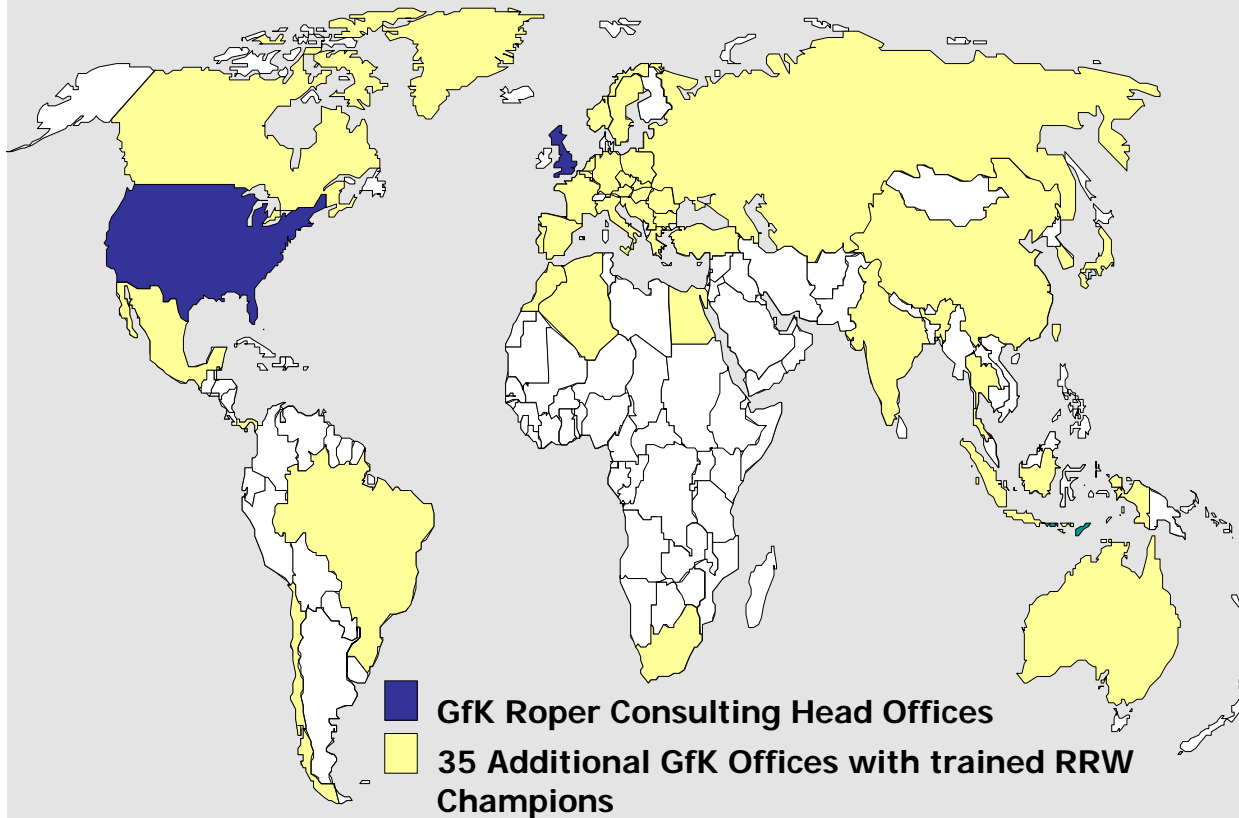 GfK Roper Consulting Head Offices
35 Additional GfK Offices with trained RRW
Champions